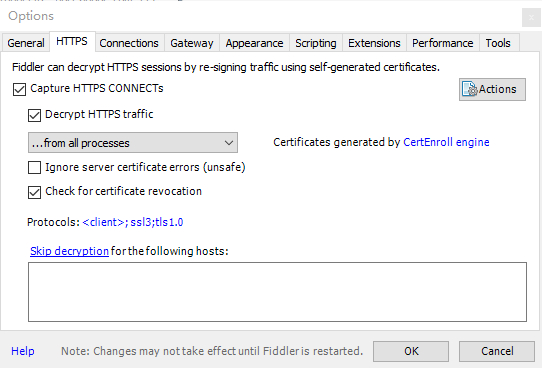 Options
General HTTPS Connections Gateway Appearance Scripting Extensions Performance Tools
Fiddler can decrypt HTTPS sessions by re-signing traffic using self-generated certificates.
Capture HTTPS CONNECTs
Actions
Decrypt HTTPS traffic
...from all processes
Certificates generated by CertEnroll engine
Ignore server certificate errors (unsafe)
Check for certificate revocation
Protocols: <client>;ssl3;tls1.0
Skip decryption for the following hosts:
Help Note: Changes may not take effect until Fiddler is restarted. OK Cancel